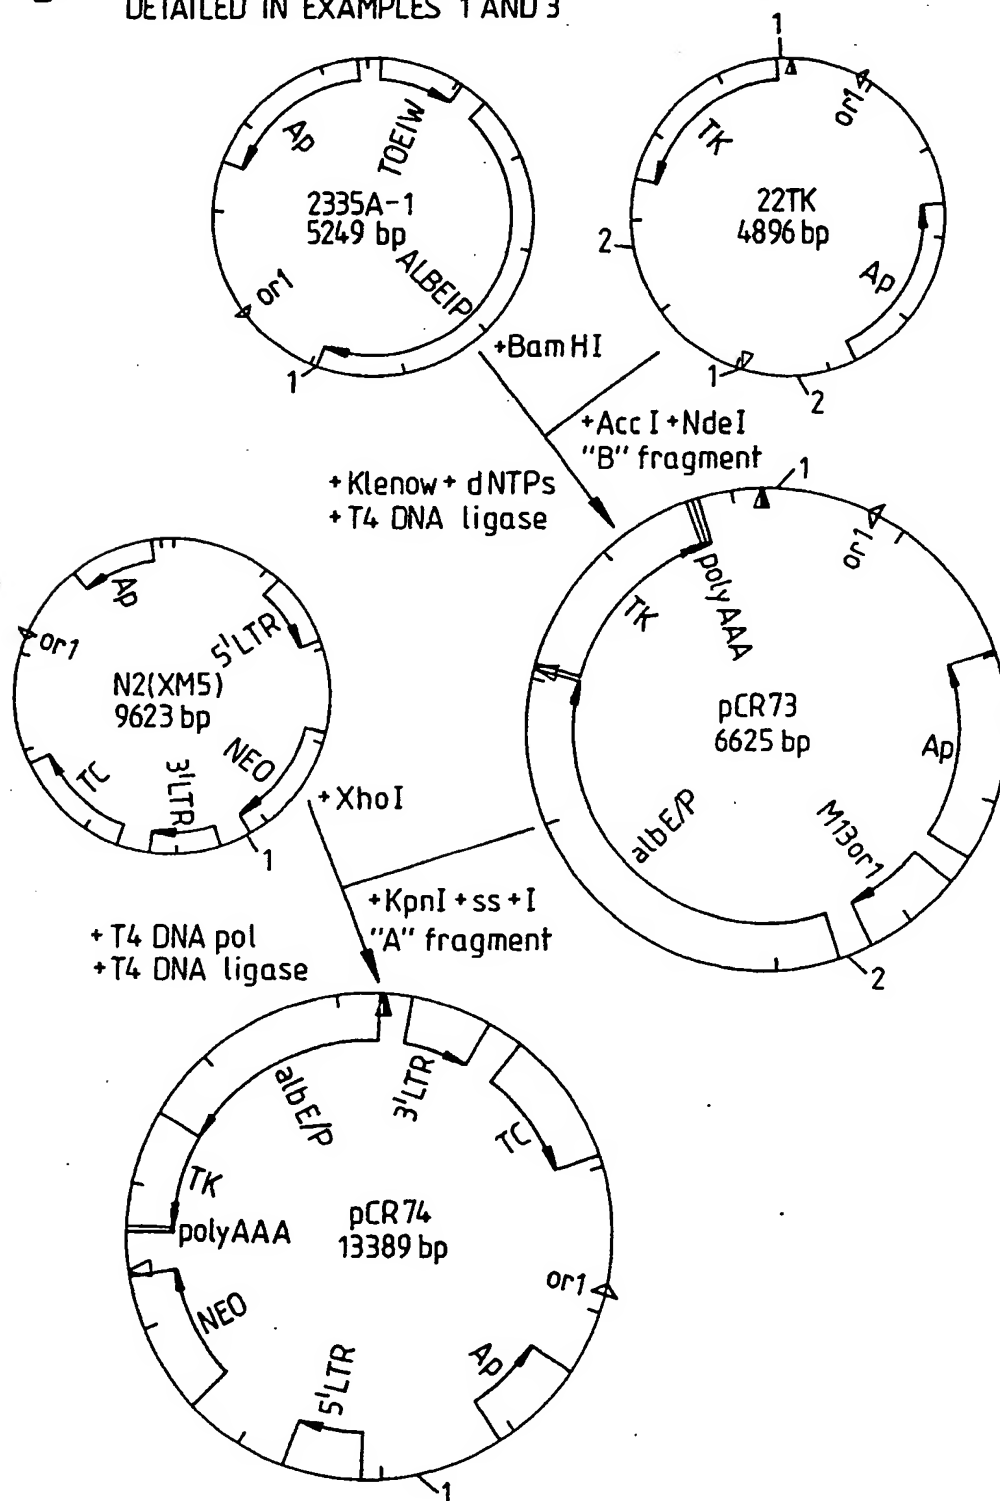 DETAILED IN EXAMPLES 1 AND 3
1
Ap
TOEIW
2335A-1
5249 bp
ALBEIP
or1
1
TK
or1
22TK
4896 bp
2
Ap
1
2
+BamHI
+AccI+NdeI
"B" fragment
+Klenow+ dNTPs
+T4 DNA ligase
1
or1
polyAAA
TK
pCR73
6625 bp
Ap
albE/P
M13or1
2
Ap
or1
5'LTR
N2(XM5)
9623 bp
NEO
TC
3'LTR
1
+XhoI
+KpnI+ss+I
"A" fragment
+T4 DNA pol
+T4 DNA ligase
albE/P
3'LTR
TC
TK
polyAAA
pCR74
13389 bp
or1
NEO
Ap
5'LTR
1